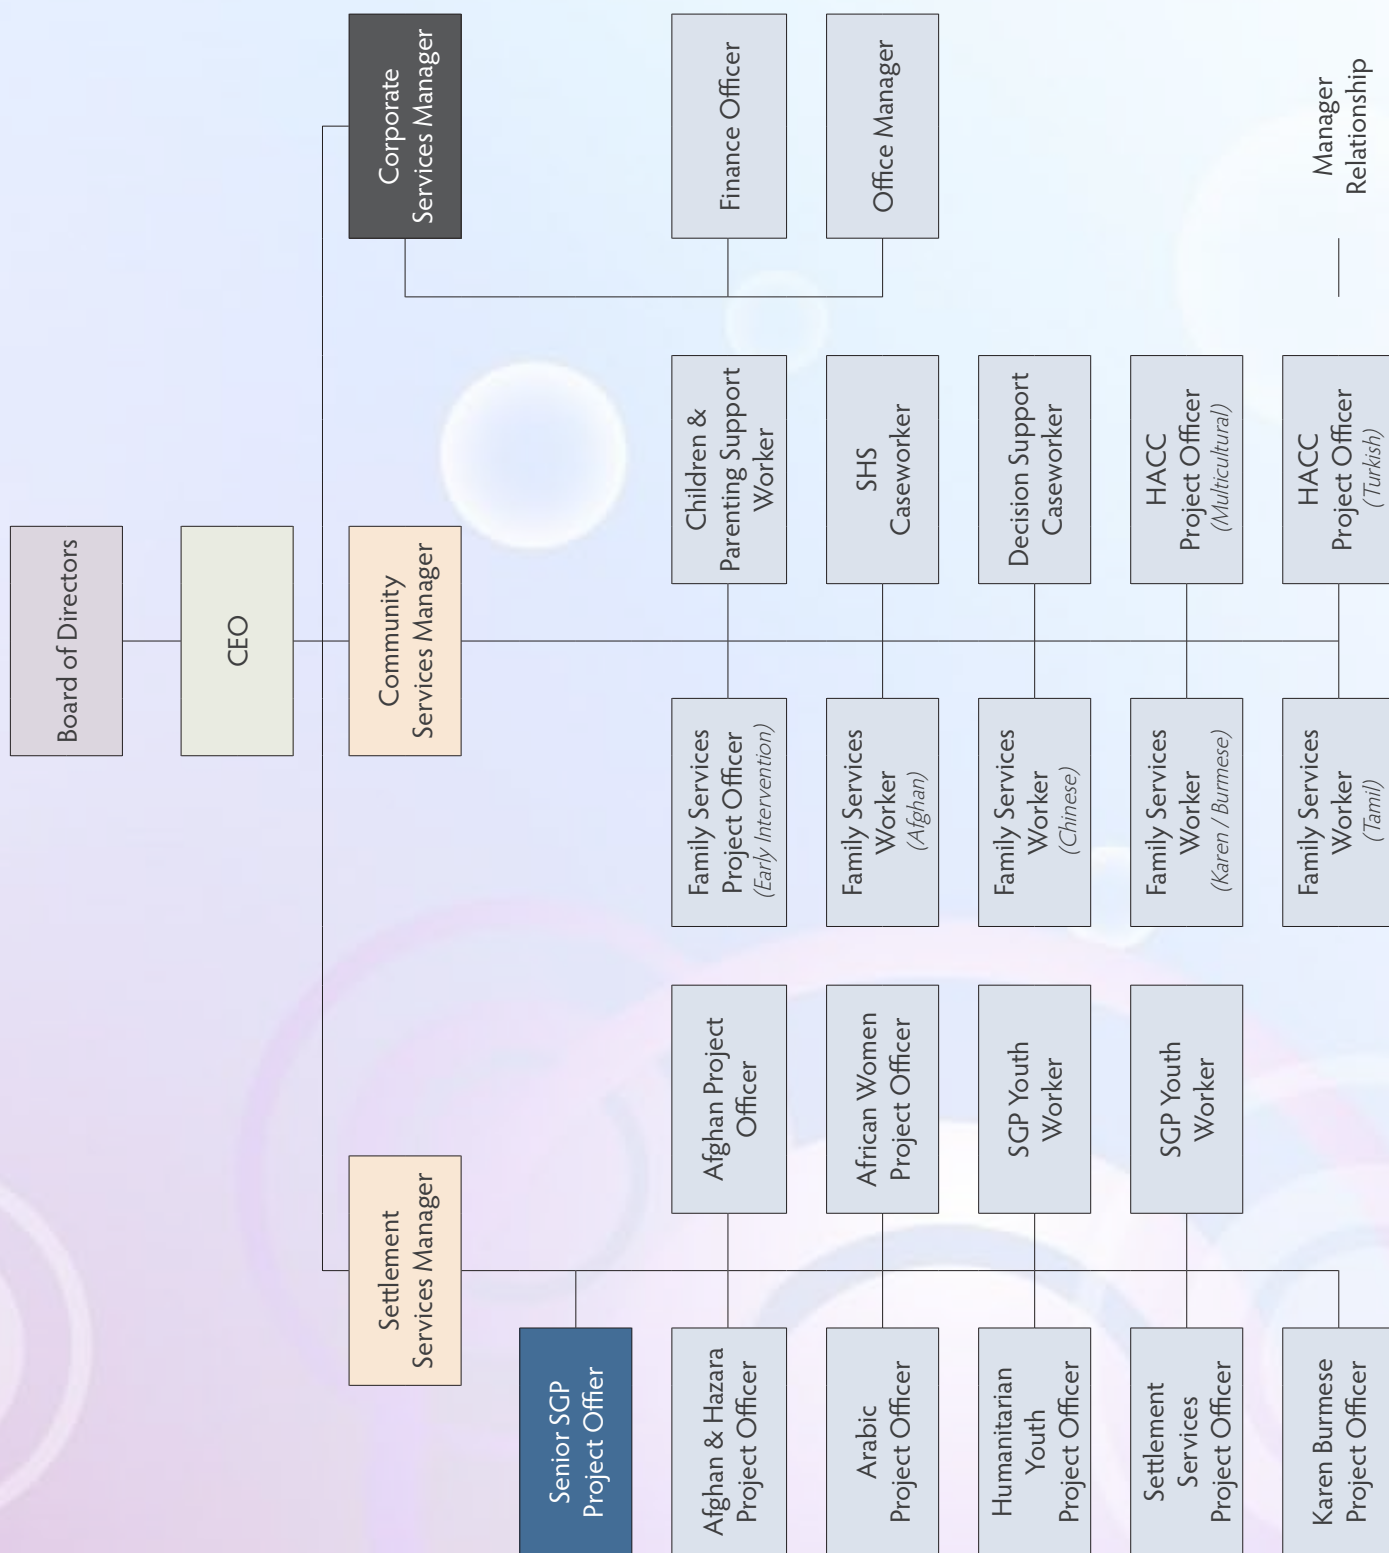 Board of Directors
CEO
Settlement
Services Manager
Community
Services Manager
Corporate
Services Manager
Senior SGP
Project Offier
Afghan & Hazara
Project Officer
Afghan Project
Officer
Family Services
Project Officer
(Early Intervention)
Children &
Parenting Support
Worker
Finance Officer
Arabic
Project Officer
African Women
Project Officer
Family Services
Worker
(Afghan)
SHS
Caseworker
Office Manager
Humanitarian
Youth
Project Officer
SGP Youth
Worker
Family Services
Worker
(Chinese)
Decision Support
Caseworker
Settlement
Services
Project Officer
SGP Youth
Worker
Family Services
Worker
(Karen / Burmese)
HACC
Project Officer
(Multicultural)
Karen Burmese
Project Officer
Family Services
Worker
(Tamil)
HACC
Project Officer
(Turkish)
Manager
Relationship